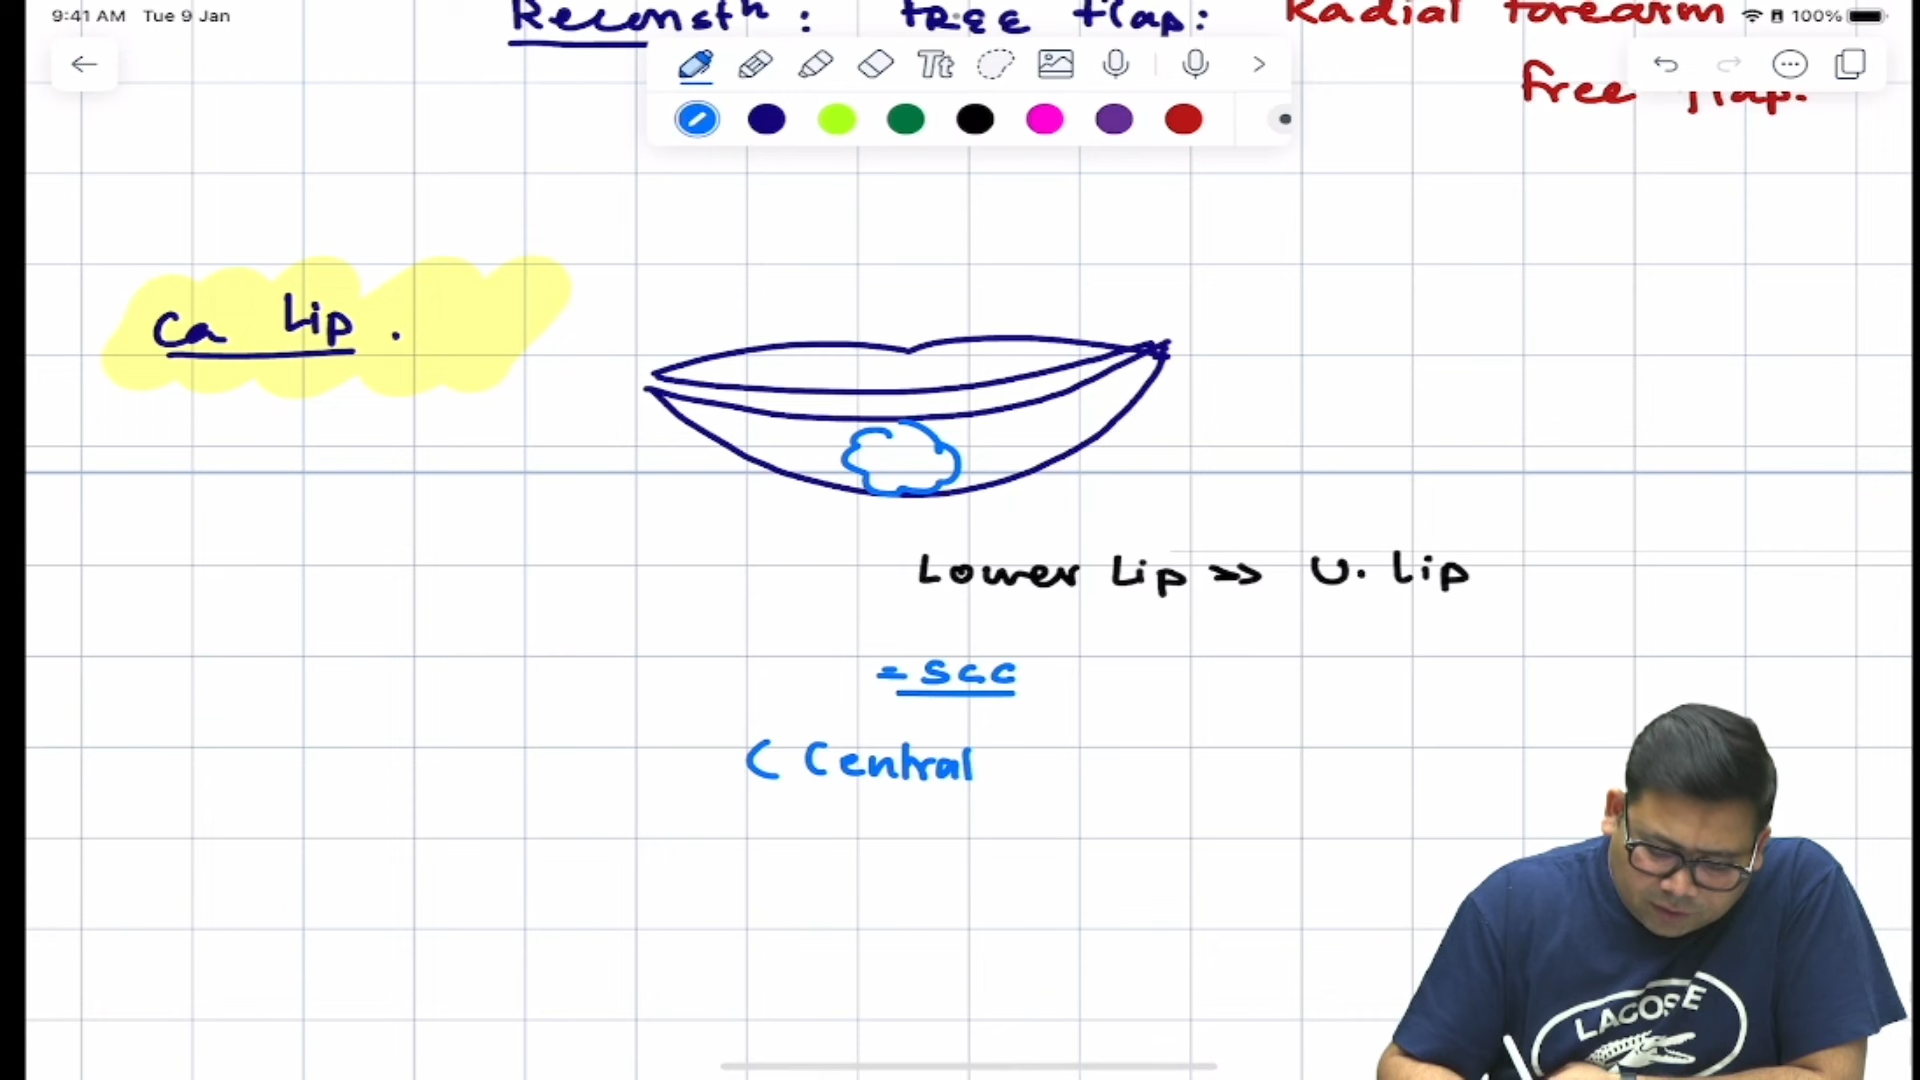 9:41 AM Tue 9 Jan
100%
Reconstn : free flap: Radial forearm
free flap.
Tt
Ca Lip .
Lower Lip >> U. Lip
= SCC
( Central
LACOSTE